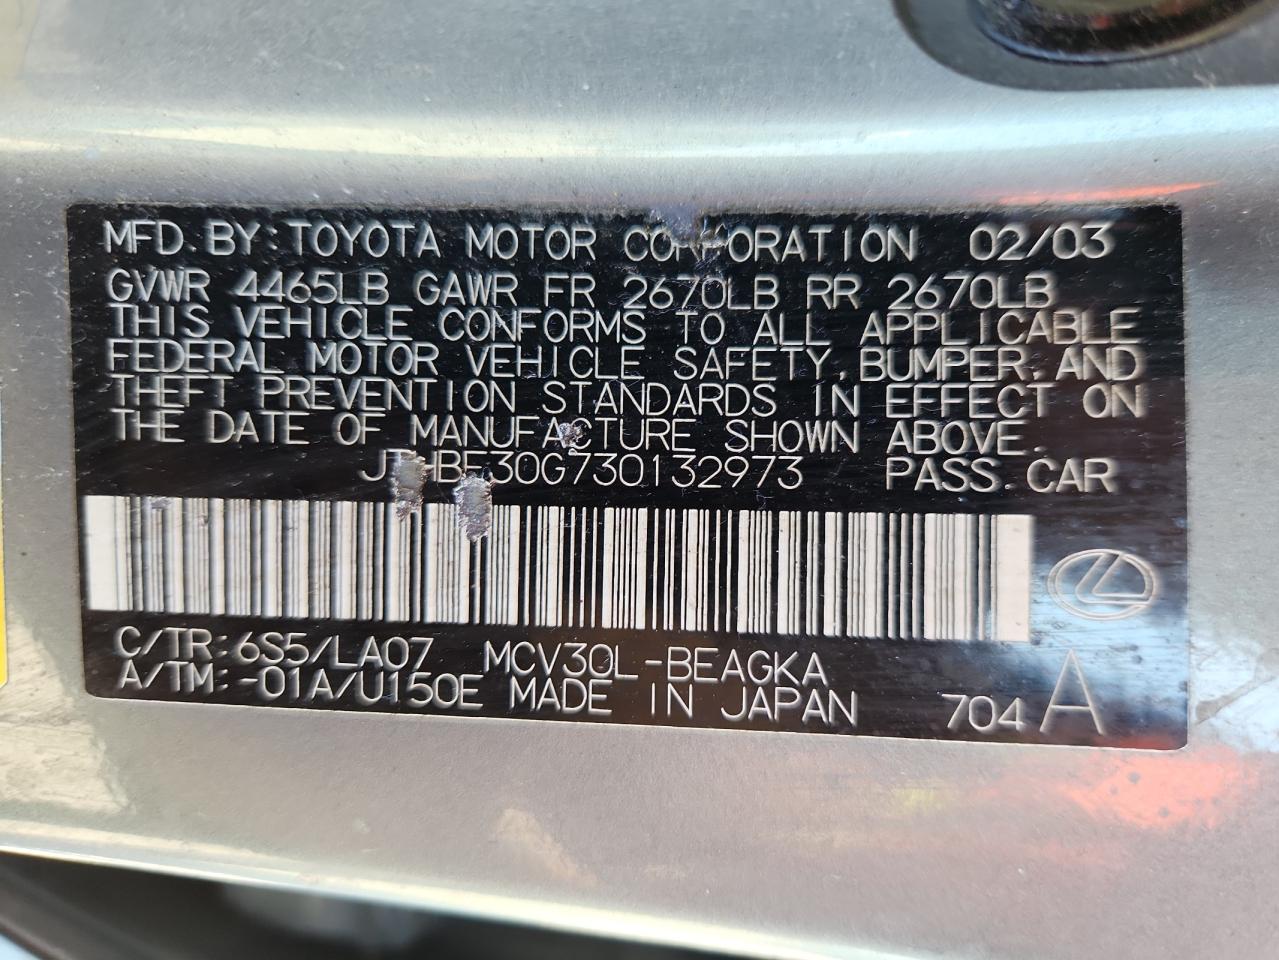 MFD. BY: TOYOTA MOTOR CORPORATION 02/03
GVWR 4465LB GAWR FR 2670LB RR 2670LB
THIS VEHICLE CONFORMS TO ALL APPLICABLE
FEDERAL MOTOR VEHICLE SAFETY, BUMPER, AND
THEFT PREVENTION STANDARDS IN EFFECT ON
THE DATE OF MANUFACTURE SHOWN ABOVE.
JTHBF30G730132973 PASS. CAR
C/TR: 6S5/LA07 MCV30L-BEAGKA
A/TM: -01A/U150E MADE IN JAPAN 704 A